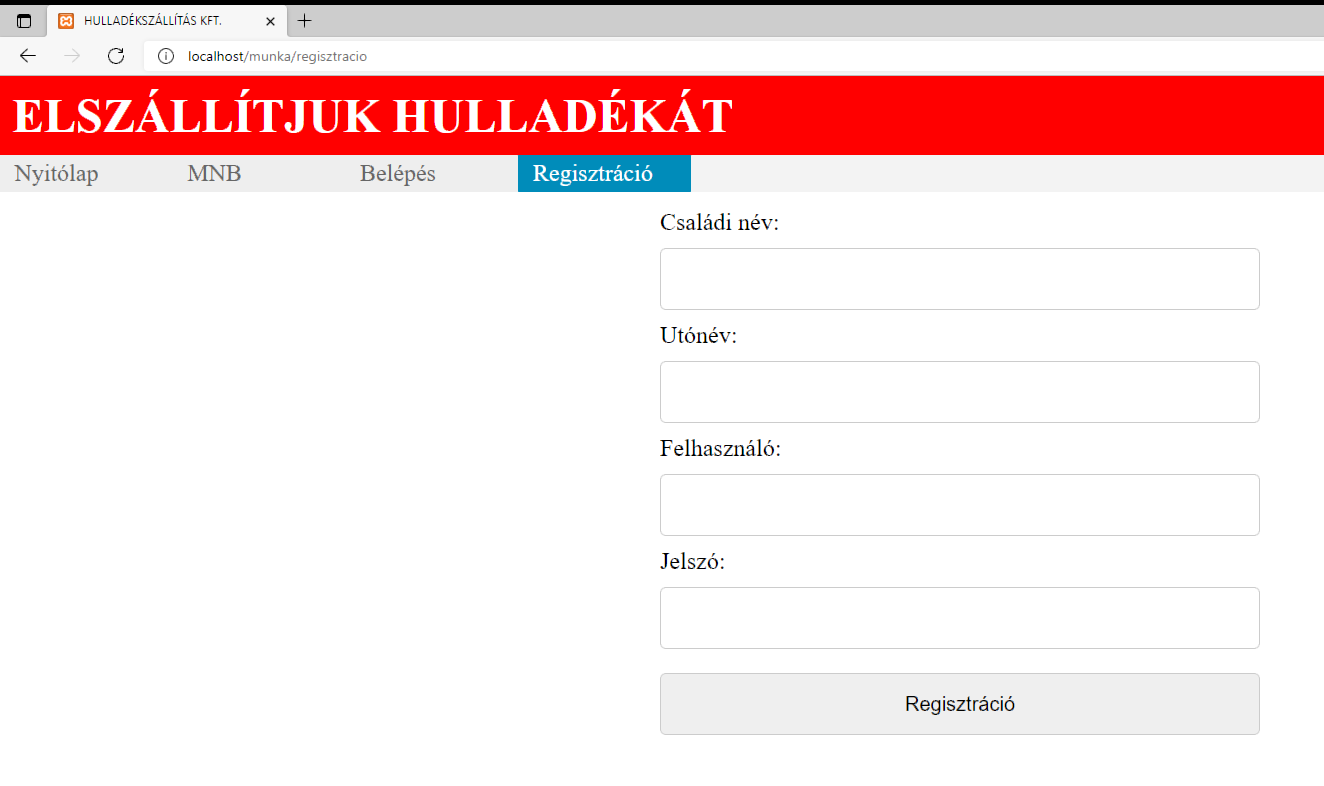 HULLADÉKSZÁLLÍTÁS KFT.
localhost/munka/regisztracio
ELSZÁLLÍTJUK HULLADÉKÁT
Nyitólap MNB Belépés Regisztráció
Családi név:
Utónév:
Felhasználó:
Jelszó:
Regisztráció